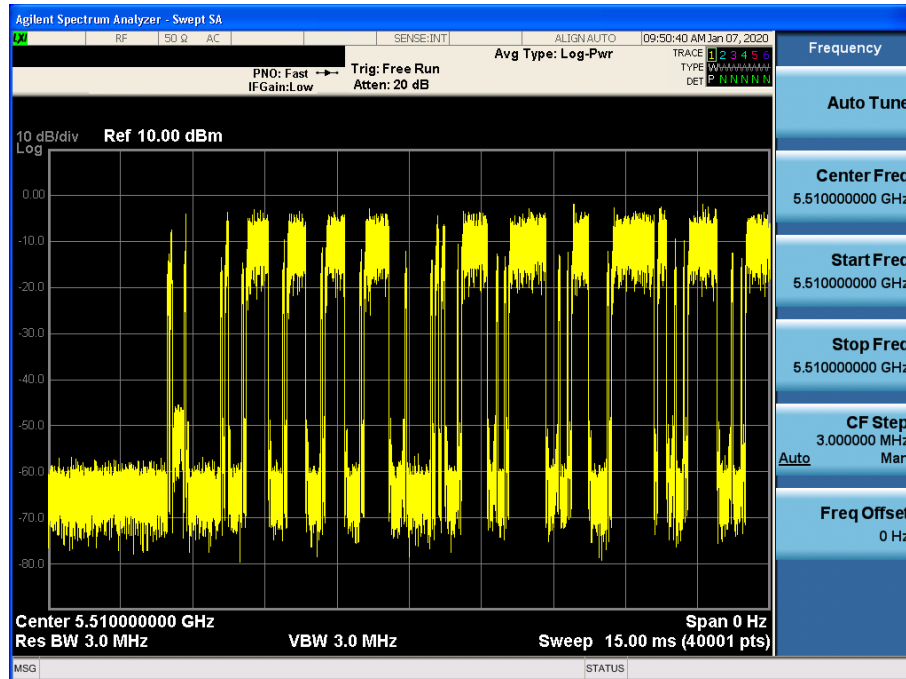 Agilent Spectrum Analyzer - Swept SA
LXI RF 50 Ω AC SENSE:INT ALIGN AUTO 09:50:40 AM Jan 07, 2020
PNO: Fast
IFGain:Low
Trig: Free Run
Atten: 20 dB
Avg Type: Log-Pwr
TRACE 1 2 3 4 5 6
TYPE
DET P N N N N N
10 dB/div Ref 10.00 dBm
Log
0.00
-10.0
-20.0
-30.0
-40.0
-50.0
-60.0
-70.0
-80.0
Center 5.510000000 GHz Span 0 Hz
Res BW 3.0 MHz VBW 3.0 MHz Sweep 15.00 ms (40001 pts)
MSG STATUS
Frequency
Auto Tune
Center Freq
5.510000000 GHz
Start Freq
5.510000000 GHz
Stop Freq
5.510000000 GHz
CF Step
3.000000 MHz
Auto Man
Freq Offset
0 Hz